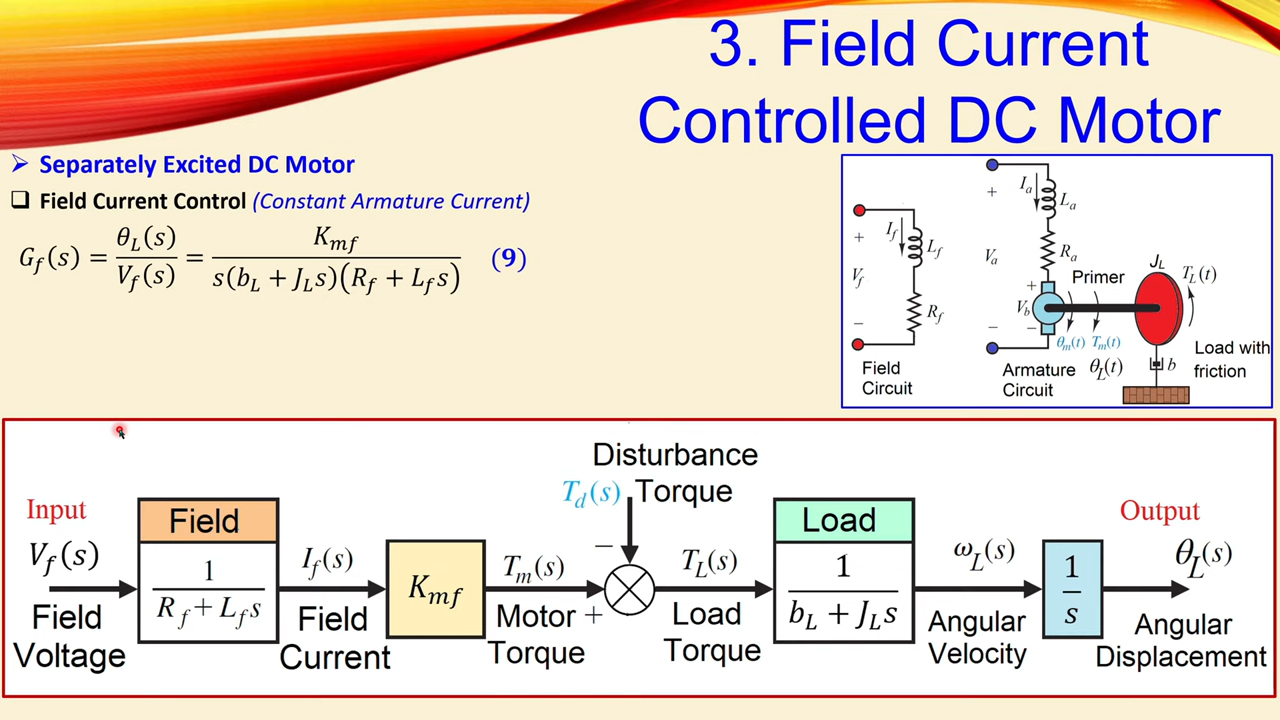 3. Field Current
Controlled DC Motor
➢ Separately Excited DC Motor
❑ Field Current Control (Constant Armature Current)
G_f(s) = θ_L(s)/V_f(s) = K_mf / s(b_L + J_L s)(R_f + L_f s) (9)
I_f
L_f
+
V_f
−
R_f
Field
Circuit
I_a
L_a
+
V_a
R_a
−
+
V_b
−
Primer
J_L
T_L(t)
θ_m(t) T_m(t)
θ_L(t)
b
Armature
Circuit
Load with
friction
Disturbance
T_d(s) Torque
−
Input
V_f(s)
Field
Voltage
Field
1/(R_f + L_f s)
I_f(s)
Field
Current
K_mf
T_m(s)
Motor +
Torque
T_L(s)
Load
Torque
Load
1/(b_L + J_L s)
ω_L(s)
Angular
Velocity
1/s
Output
θ_L(s)
Angular
Displacement